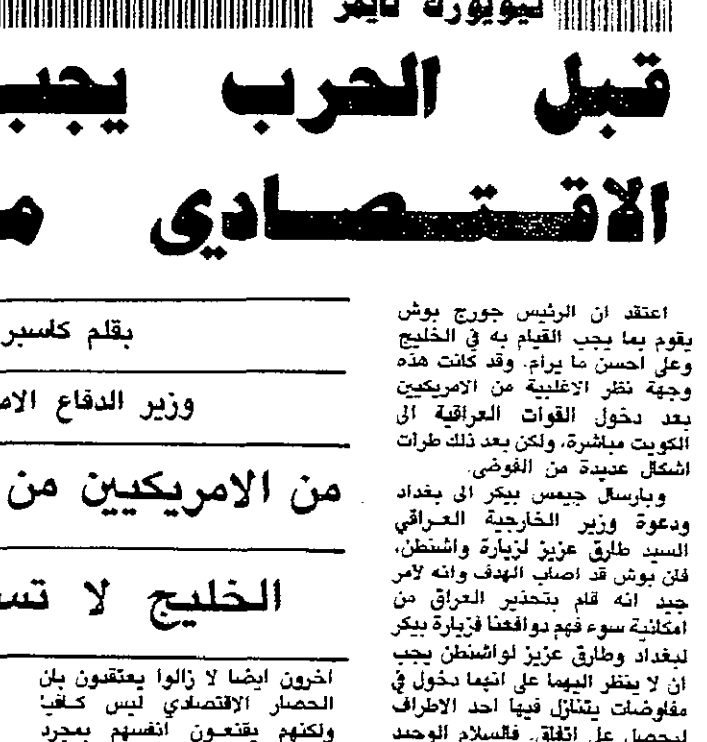 نيويورك تايمز
قبل الحرب يجب
الاقتصادي
اعتقد ان الرئيس جورج بوش
يقوم بما يجب القيام به في الخليج
وعلى احسن ما يرام. وقد كانت هذه
وجهة نظر الاغلبية من الامريكيين
بعد دخول القوات العراقية الى
الكويت مباشرة، ولكن بعد ذلك طرات
اشكال عديدة من الفوضى.
وبارسال جيمس بيكر الى بغداد
ودعوة وزير الخارجية العراقي
السيد طارق عزيز لزيارة واشنطن،
فان بوش قد اصاب الهدف وانه لامر
جيد انه قام بتحذير العراق من
امكانية سوء فهم دوافعنا فزيارة بيكر
لبغداد وطارق عزيز لواشنطن يجب
ان لا ينظر اليهما على انهما دخول في
مفاوضات يتنازل فيها احد الاطراف
ليحصل على اتفاق. فالسلام الوحيد
بقلم كاسبر
وزير الدفاع الام
من الامريكيين من
الخليج لا تس
اخرون ايضا لا زالوا يعتقدون بان
الحصار الاقتصادي ليس كافيا
ولكنهم يقنعون انفسهم بمجرد